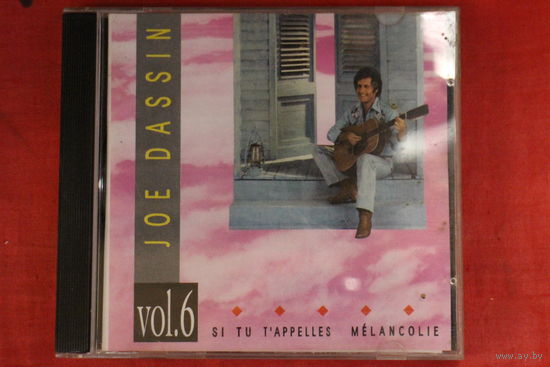 JOE DASSIN
vol.6
SI TU T'APPELLES MÉLANCOLIE
www.ay.by